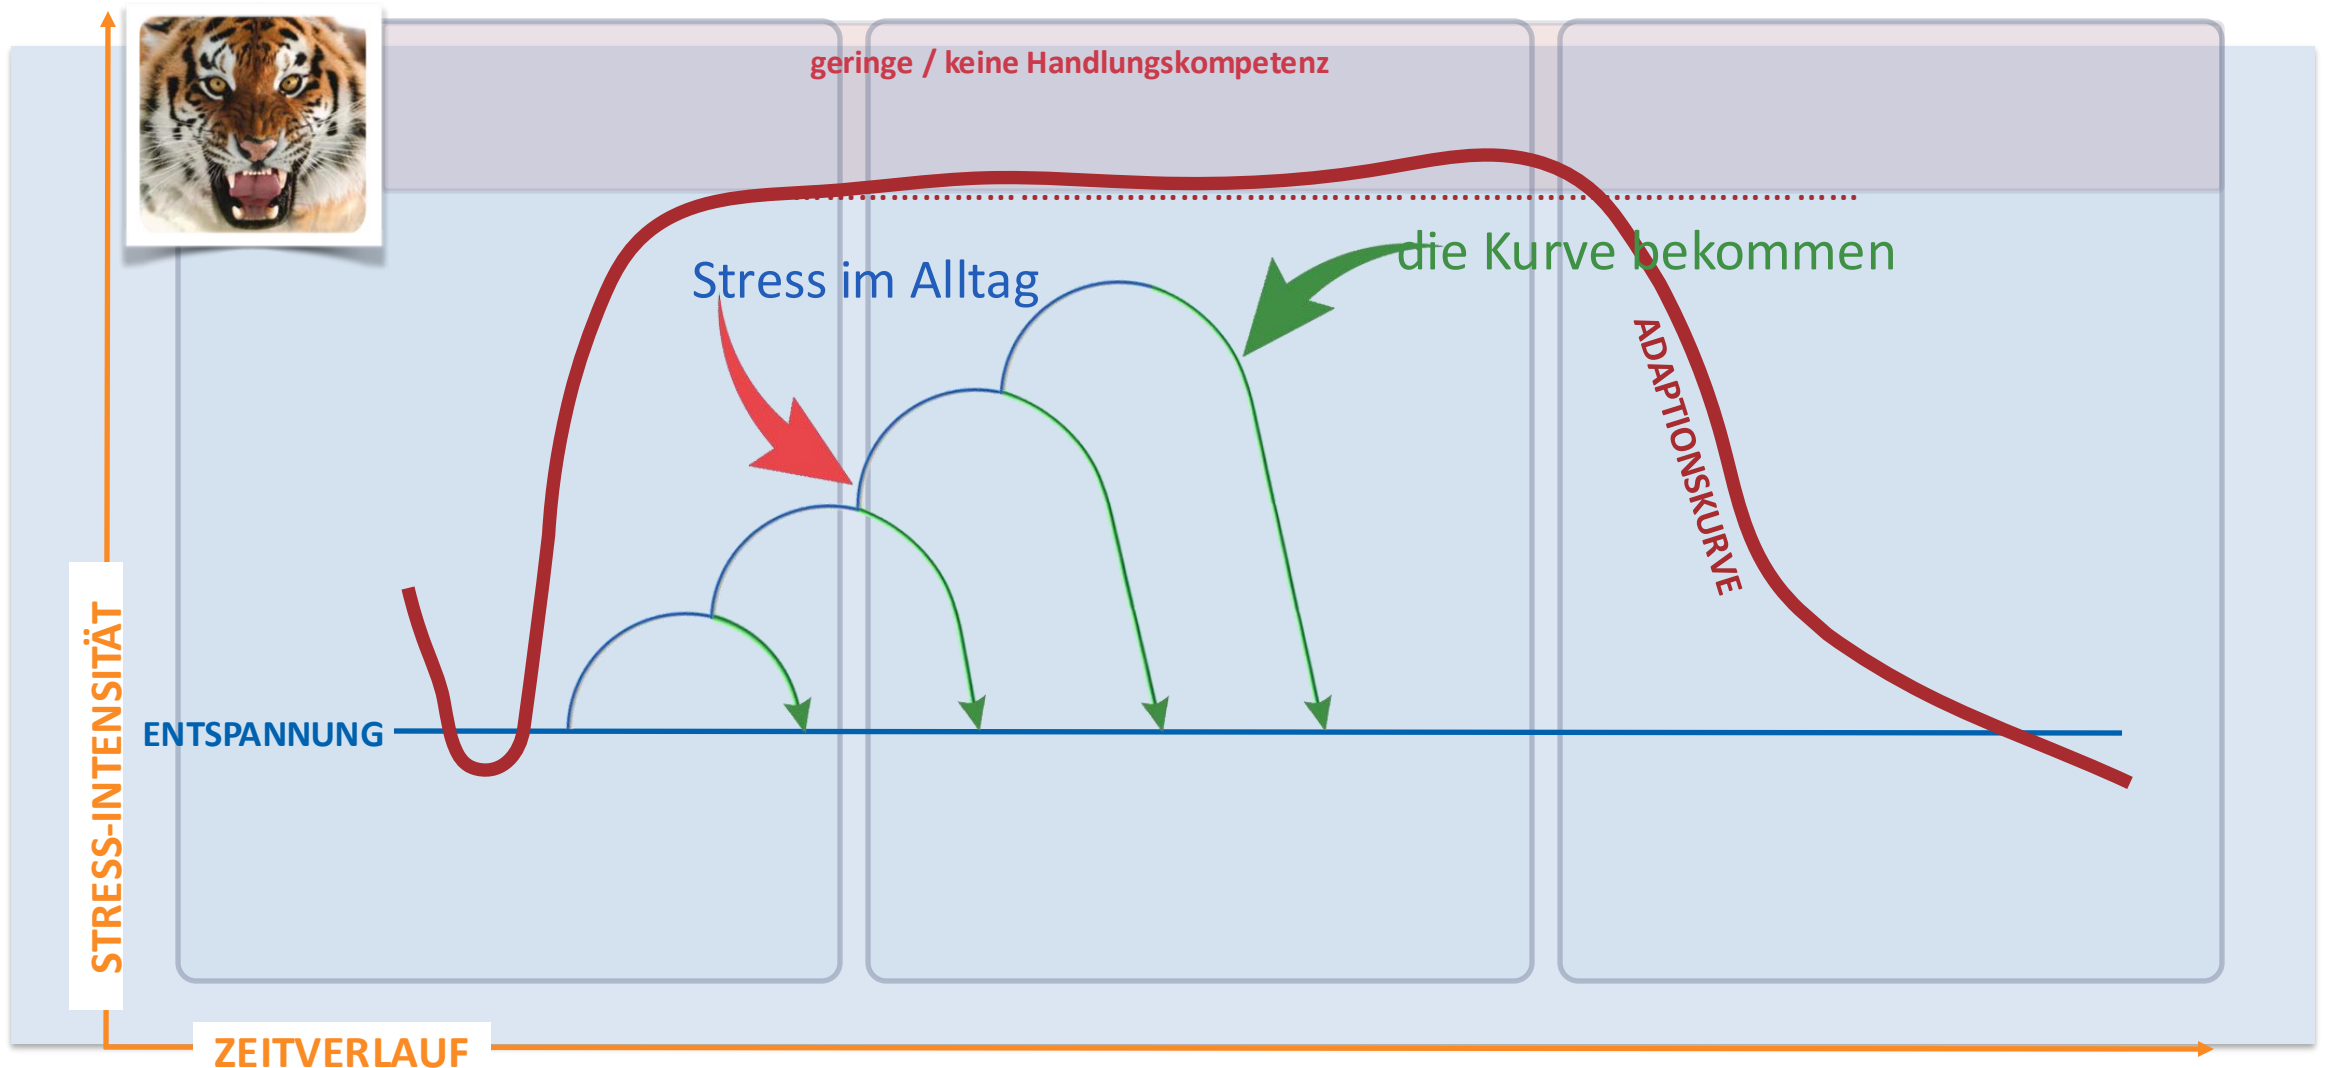 geringe / keine Handlungskompetenz
die Kurve bekommen
Stress im Alltag
ADAPTIONSKURVE
STRESS-INTENSITÄT
ENTSPANNUNG
ZEITVERLAUF